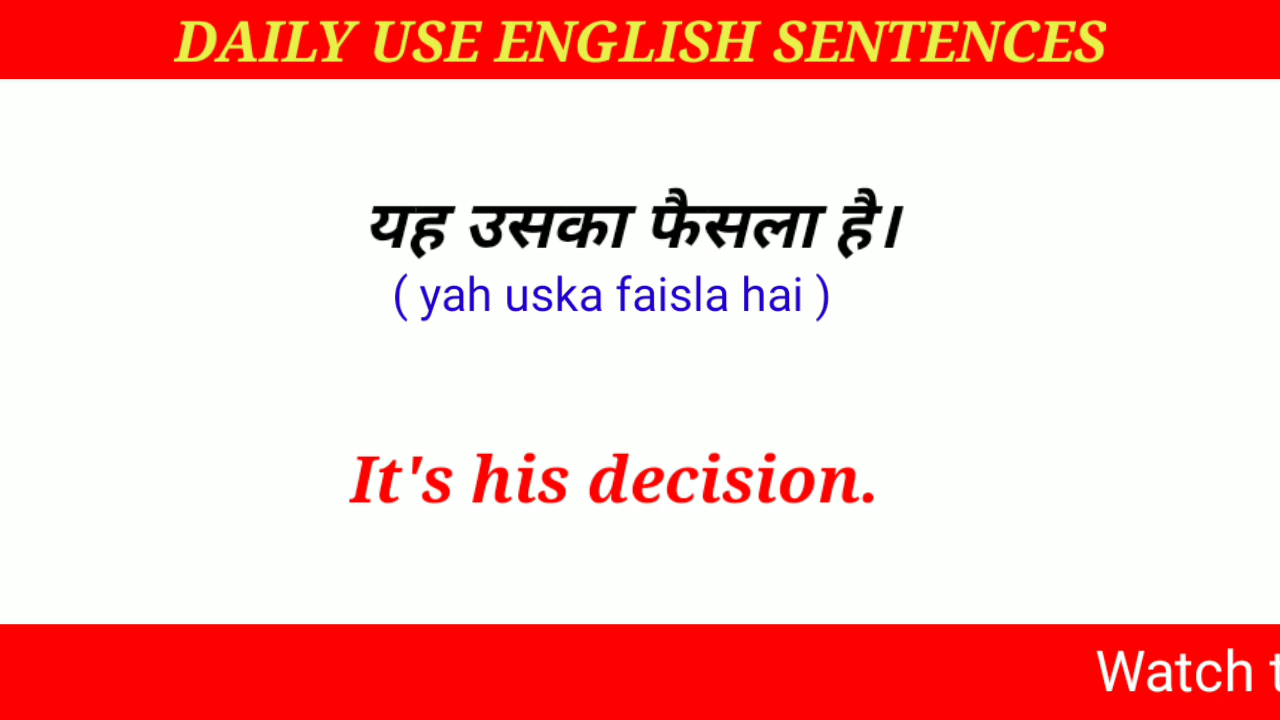 DAILY USE ENGLISH SENTENCES
यह उसका फैसला है।
( yah uska faisla hai )
It's his decision.
Watch